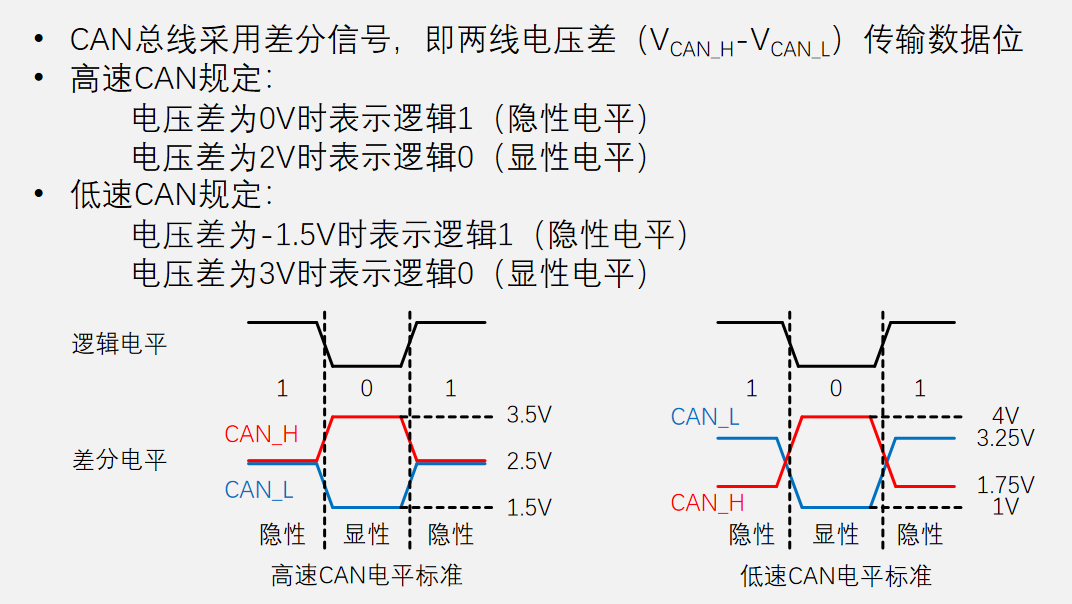 • CAN总线采用差分信号，即两线电压差（VCAN_H-VCAN_L）传输数据位
• 高速CAN规定：
电压差为0V时表示逻辑1（隐性电平）
电压差为2V时表示逻辑0（显性电平）
• 低速CAN规定：
电压差为-1.5V时表示逻辑1（隐性电平）
电压差为3V时表示逻辑0（显性电平）
逻辑电平
1 0 1
差分电平
CAN_H
CAN_L
3.5V
2.5V
1.5V
隐性 显性 隐性
高速CAN电平标准
1 0 1
CAN_L
CAN_H
4V
3.25V
1.75V
1V
隐性 显性 隐性
低速CAN电平标准